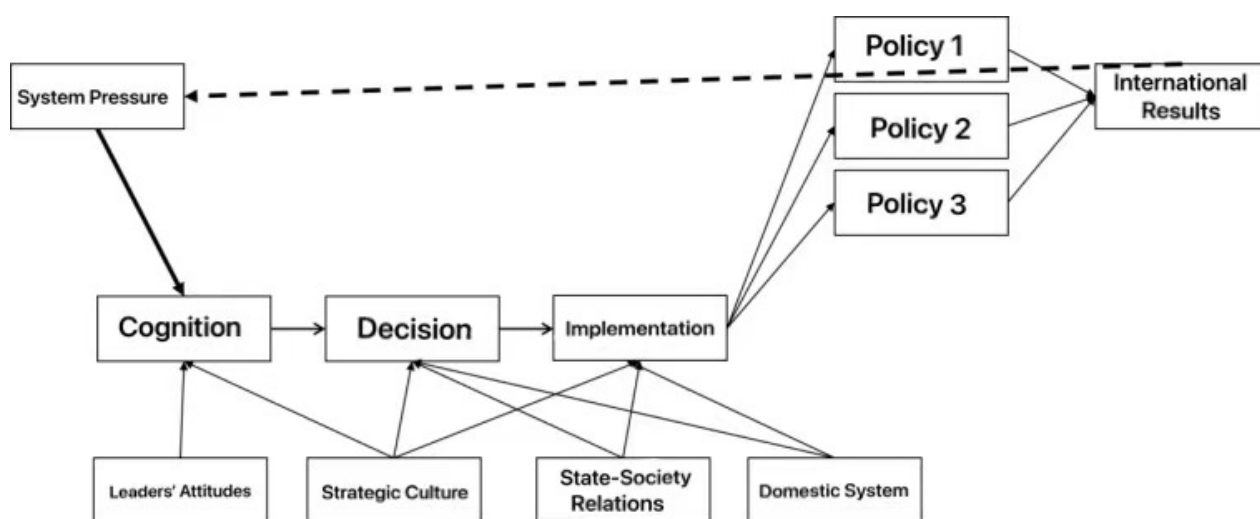 Policy 1
System Pressure
International
Results
Policy 2
Policy 3
Cognition
Decision
Implementation
Leaders’ Attitudes
Strategic Culture
State-Society
Relations
Domestic System